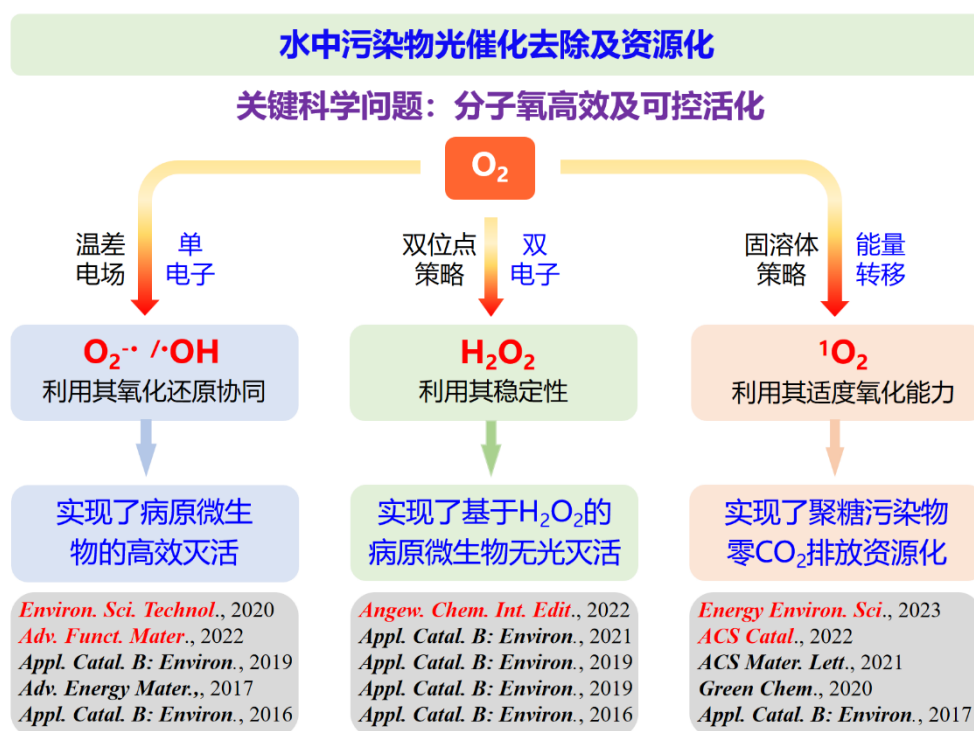 水中污染物光催化去除及资源化
关键科学问题：分子氧高效及可控活化
O₂
温差
电场
单
电子
双位点
策略
双
电子
固溶体
策略
能量
转移
O₂⁻· /·OH
利用其氧化还原协同
H₂O₂
利用其稳定性
¹O₂
利用其适度氧化能力
实现了病原微生
物的高效灭活
实现了基于H₂O₂的
病原微生物无光灭活
实现了聚糖污染物
零CO₂排放资源化
Environ. Sci. Technol., 2020
Adv. Funct. Mater., 2022
Appl. Catal. B: Environ., 2019
Adv. Energy Mater.,, 2017
Appl. Catal. B: Environ., 2016
Angew. Chem. Int. Edit., 2022
Appl. Catal. B: Environ., 2021
Appl. Catal. B: Environ., 2019
Appl. Catal. B: Environ., 2019
Appl. Catal. B: Environ., 2016
Energy Environ. Sci., 2023
ACS Catal., 2022
ACS Mater. Lett., 2021
Green Chem., 2020
Appl. Catal. B: Environ., 2017